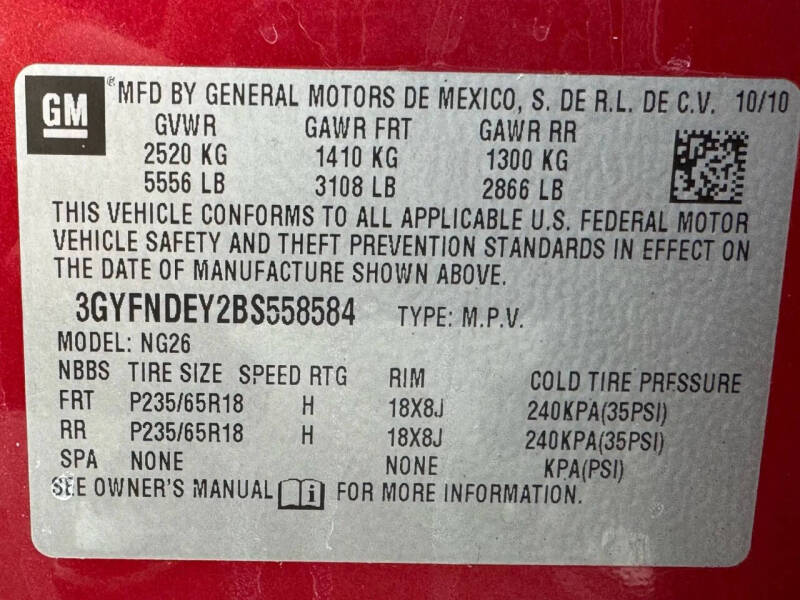 GM ® MFD BY GENERAL MOTORS DE MEXICO, S. DE R.L. DE C.V. 10/10
GVWR GAWR FRT GAWR RR
2520 KG 1410 KG 1300 KG
5556 LB 3108 LB 2866 LB
THIS VEHICLE CONFORMS TO ALL APPLICABLE U.S. FEDERAL MOTOR
VEHICLE SAFETY AND THEFT PREVENTION STANDARDS IN EFFECT ON
THE DATE OF MANUFACTURE SHOWN ABOVE.
3GYFNDEY2BS558584 TYPE: M.P.V.
MODEL: NG26
NBBS TIRE SIZE SPEED RTG RIM COLD TIRE PRESSURE
FRT P235/65R18 H 18X8J 240KPA(35PSI)
RR P235/65R18 H 18X8J 240KPA(35PSI)
SPA NONE NONE KPA(PSI)
SEE OWNER'S MANUAL i FOR MORE INFORMATION.